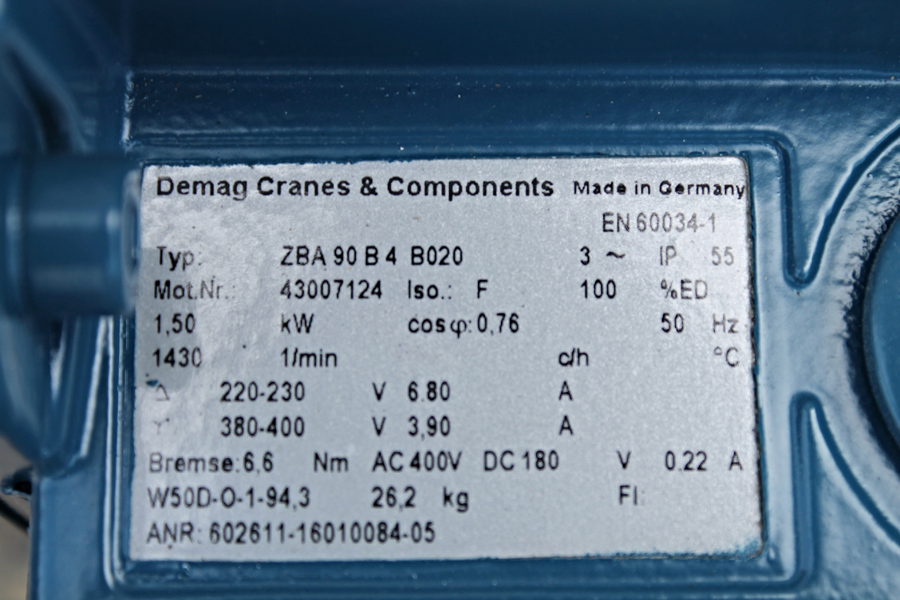 Demag Cranes & Components Made in Germany
EN 60034-1
Typ: ZBA 90 B 4 B020 3 ~ IP 55
Mot.Nr.: 43007124 Iso.: F 100 %ED
1,50 kW cosφ: 0,76 50 Hz
1430 1/min c/h °C
△ 220-230 V 6.80 A
Y 380-400 V 3,90 A
Bremse: 6,6 Nm AC 400V DC 180 V 0.22 A
W50D-O-1-94,3 26,2 kg FI:
ANR: 602611-16010084-05